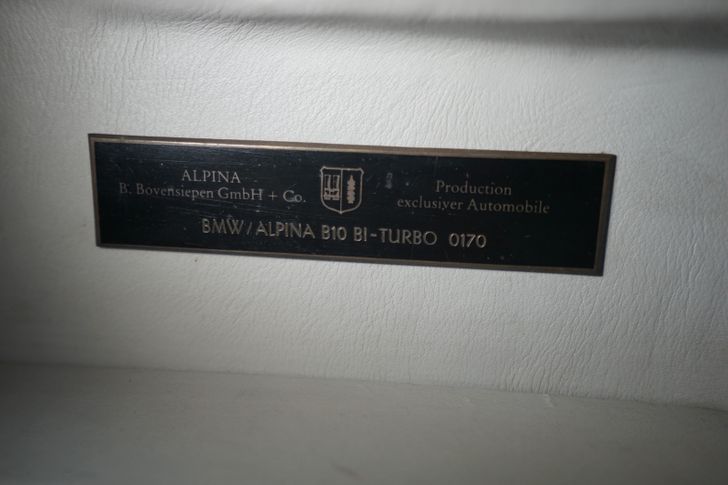 ALPINA
B. Bovensiepen GmbH + Co.
Production
exclusiver Automobile
BMW/ALPINA B10 BI-TURBO 0170